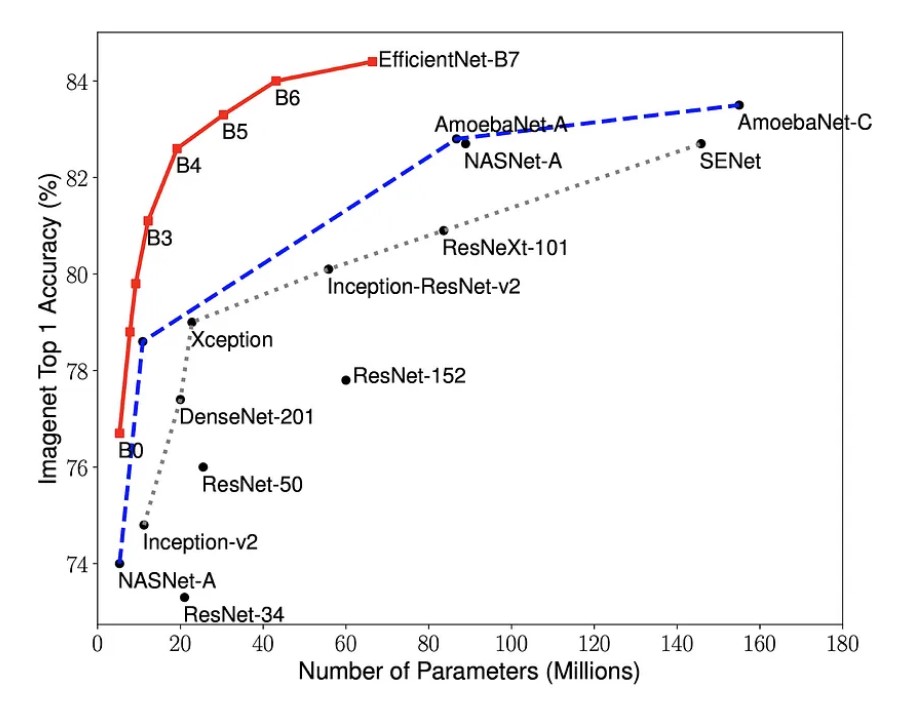 84
EfficientNet-B7
B6
B5
AmoebaNet-A
AmoebaNet-C
B4
NASNet-A
SENet
82
B3
ResNeXt-101
80
Inception-ResNet-v2
Xception
78
ResNet-152
DenseNet-201
B0
76
ResNet-50
Inception-v2
74
NASNet-A
ResNet-34
Imagenet Top 1 Accuracy (%)
0 20 40 60 80 100 120 140 160 180
Number of Parameters (Millions)